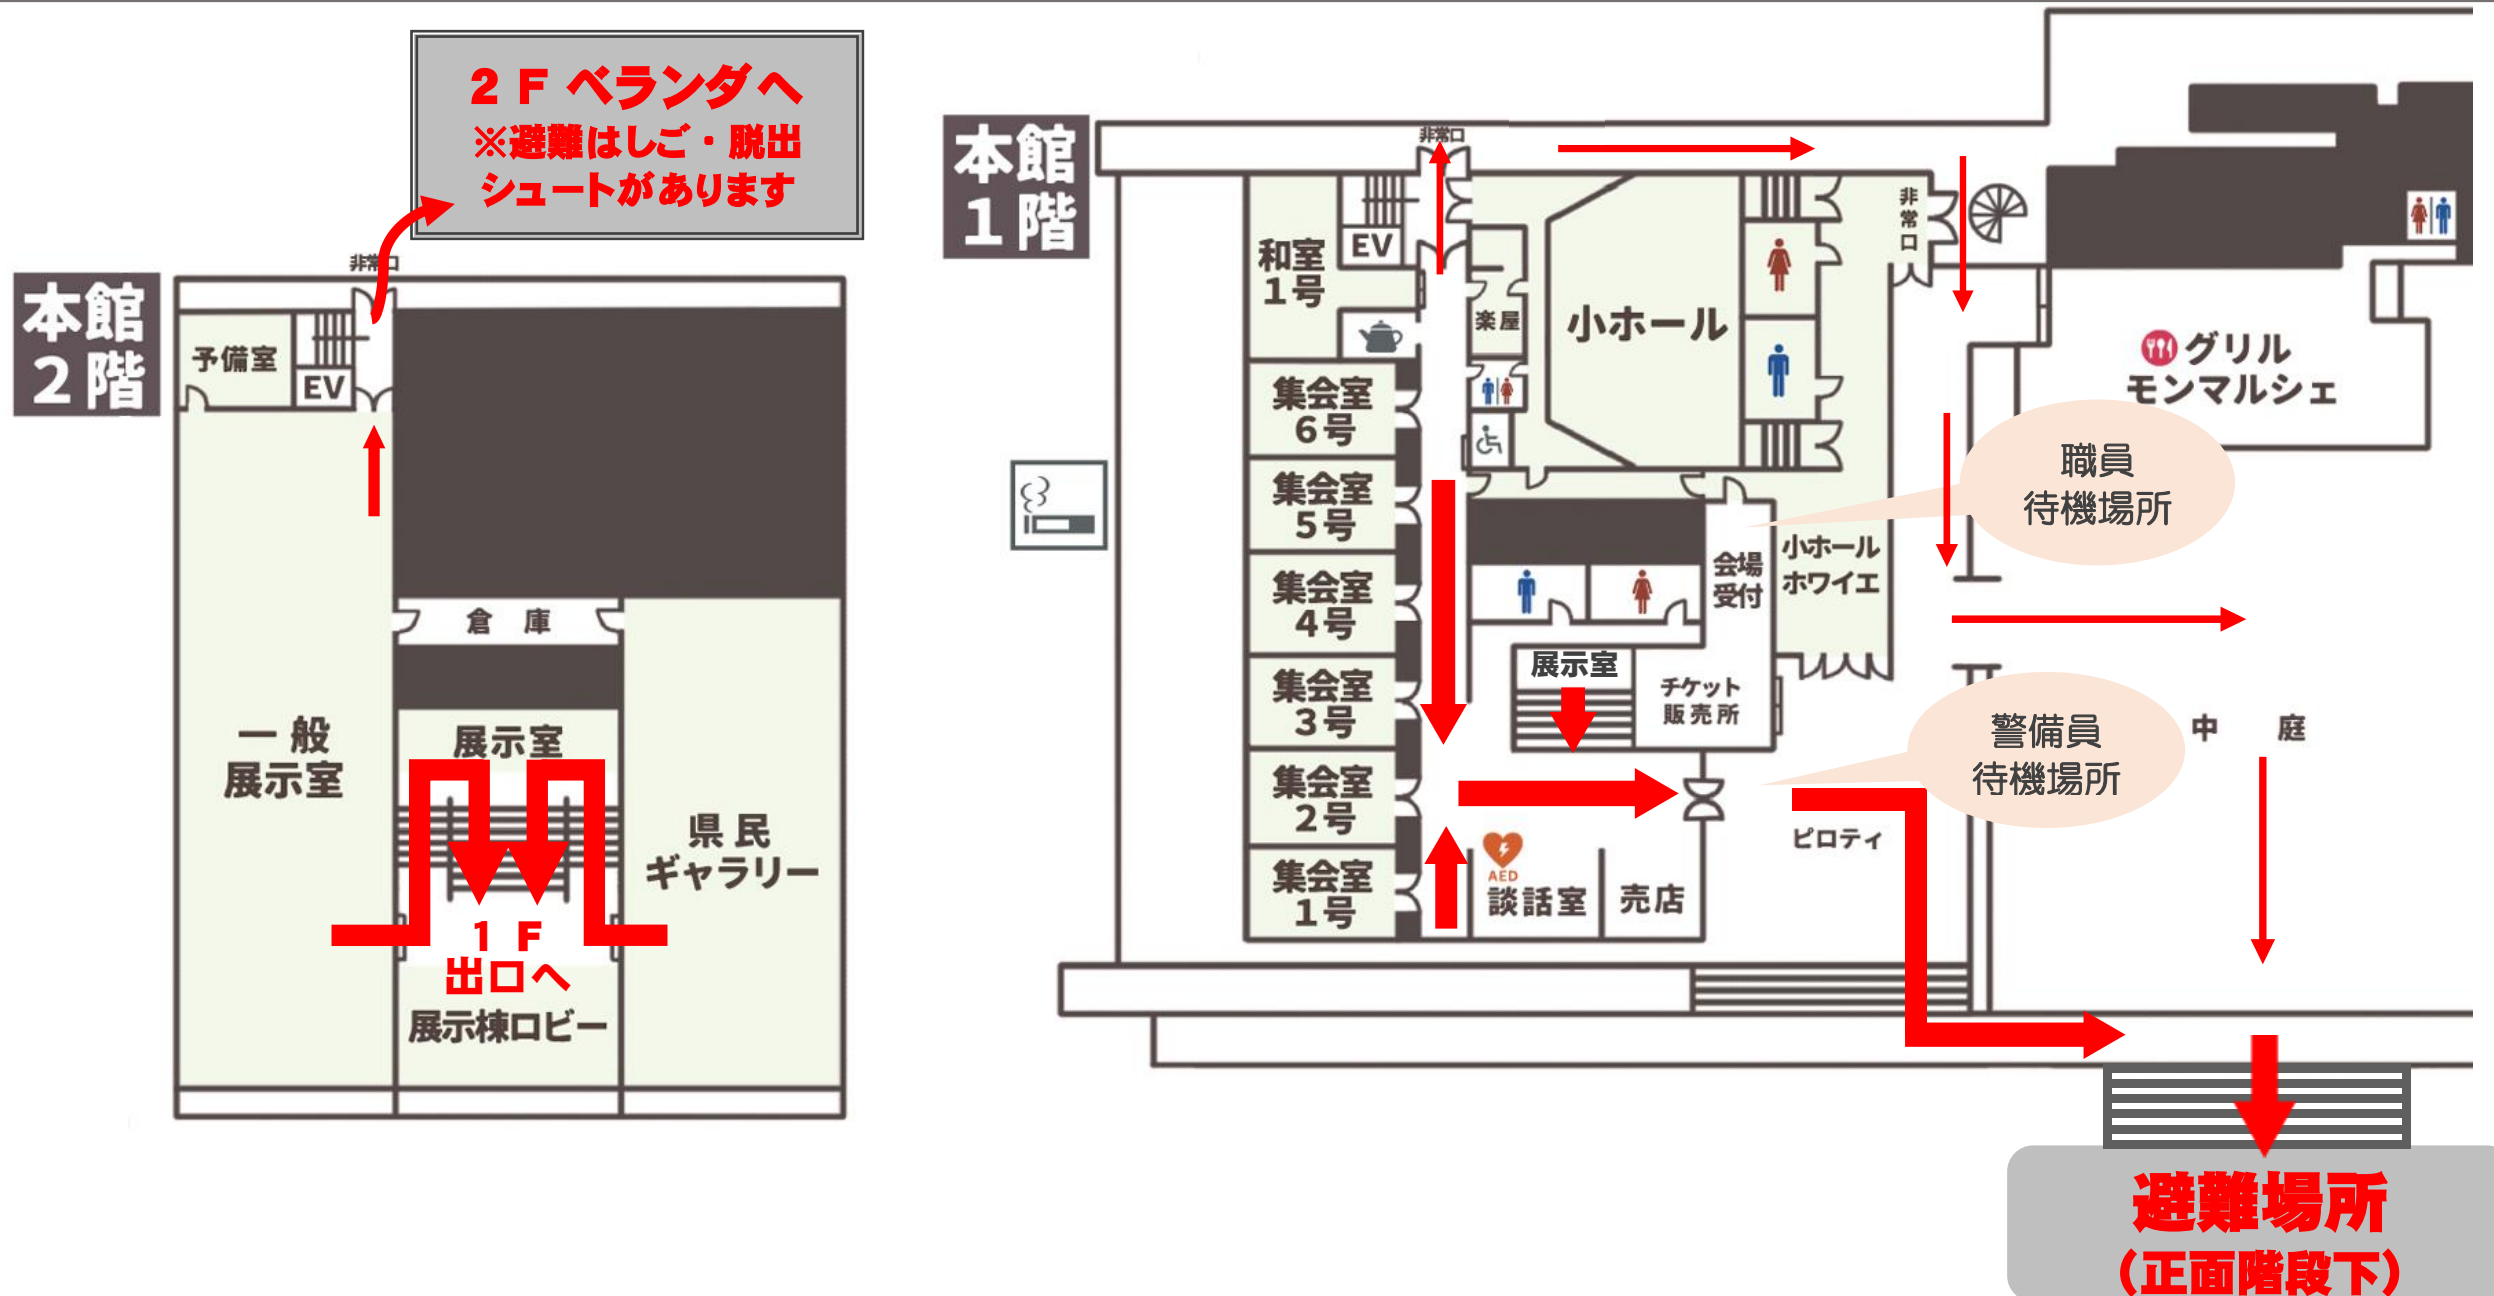 ２Ｆ ベランダへ
※避難はしご・脱出
シュートがあります
本館
２階
非常口
予備室
EV
倉　庫
一般
展示室
展示室
県民
ギャラリー
１Ｆ
出口へ
展示棟ロビー
本館
１階
非常口
和室
１号
EV
楽屋
小ホール
非
常
口
グリル
モンマルシェ
集会室
６号
職員
待機場所
集会室
５号
会場
受付
小ホール
ホワイエ
集会室
４号
展示室
集会室
３号
チケット
販売所
警備員
待機場所
中　庭
集会室
２号
ピロティ
AED
集会室
１号
談話室
売店
避難場所
（正面階段下）